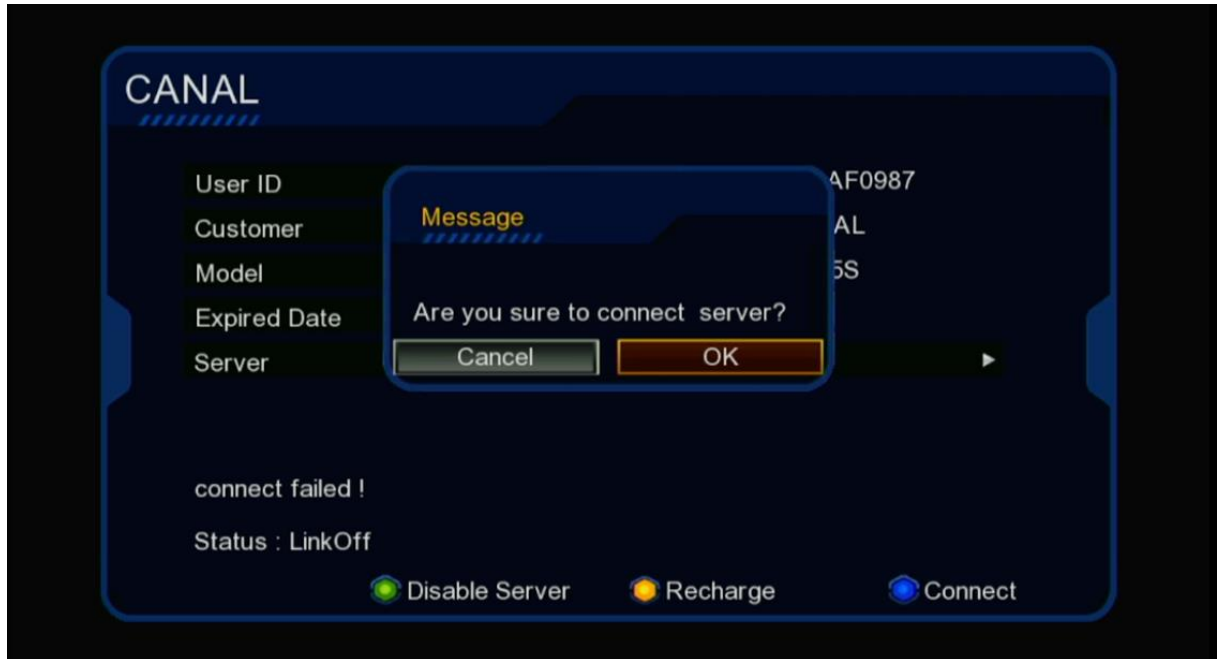 CANAL
User ID AF0987
Message
Customer AL
Model 5S
Expired Date
Are you sure to connect server?
Server
Cancel OK
connect failed !
Status : LinkOff
Disable Server Recharge Connect